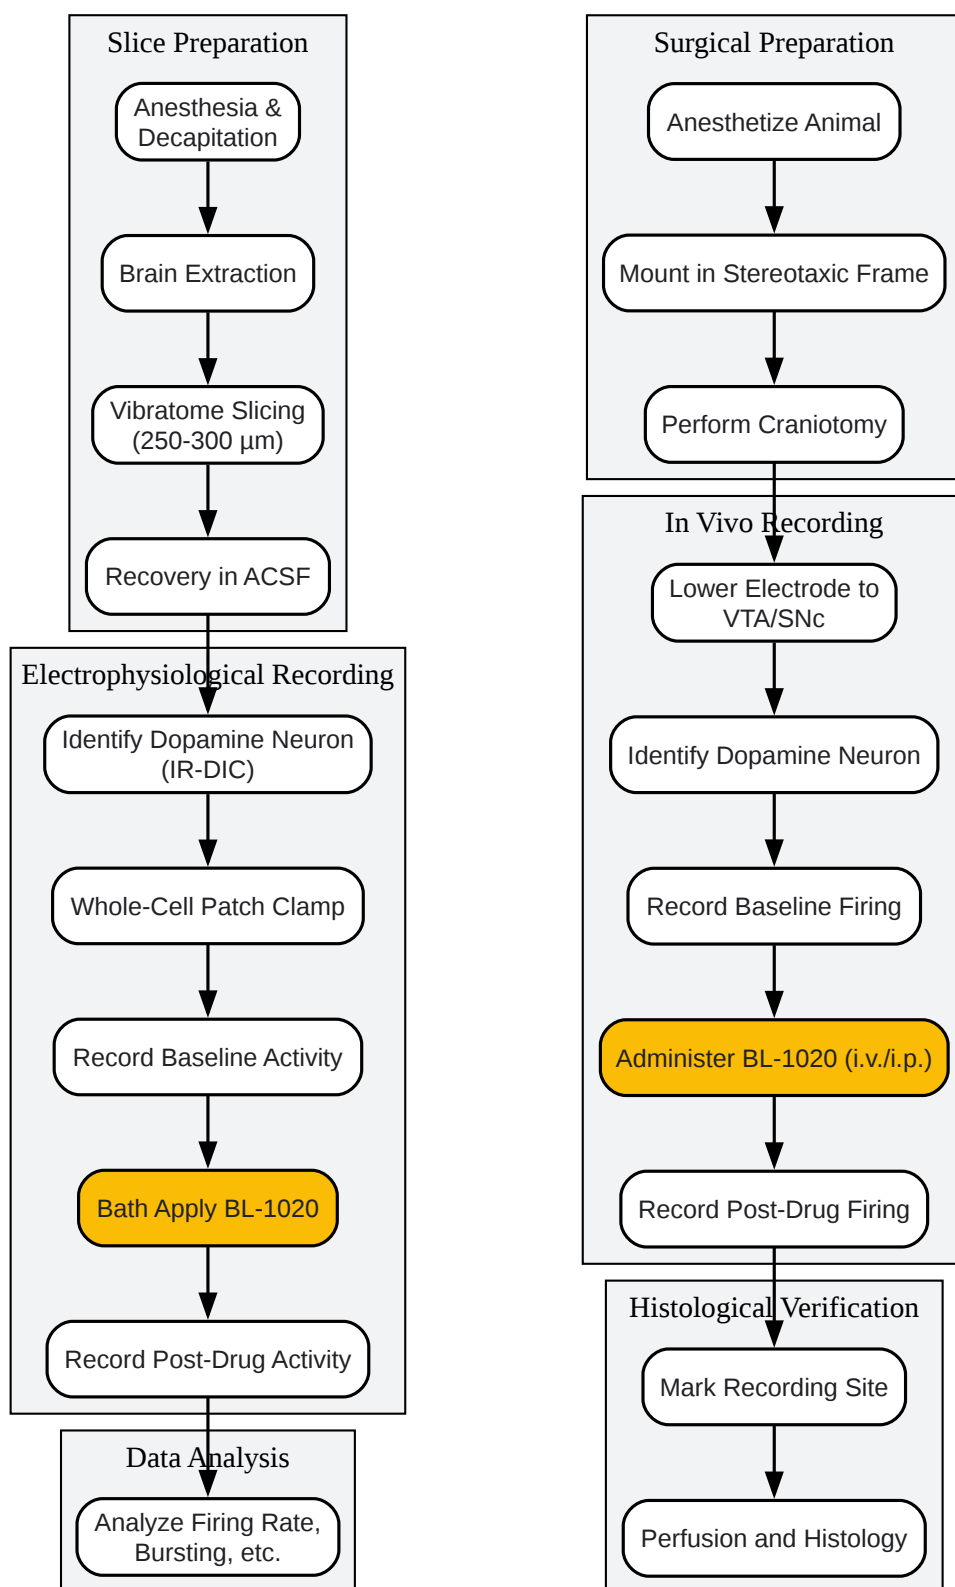 Slice Preparation
Anesthesia &
Decapitation
Brain Extraction
Vibratome Slicing
(250-300 µm)
Recovery in ACSF
Electrophysiological Recording
Identify Dopamine Neuron
(IR-DIC)
Whole-Cell Patch Clamp
Record Baseline Activity
Bath Apply BL-1020
Record Post-Drug Activity
Data Analysis
Analyze Firing Rate,
Bursting, etc.
Surgical Preparation
Anesthetize Animal
Mount in Stereotaxic Frame
Perform Craniotomy
In Vivo Recording
Lower Electrode to
VTA/SNc
Identify Dopamine Neuron
Record Baseline Firing
Administer BL-1020 (i.v./i.p.)
Record Post-Drug Firing
Histological Verification
Mark Recording Site
Perfusion and Histology